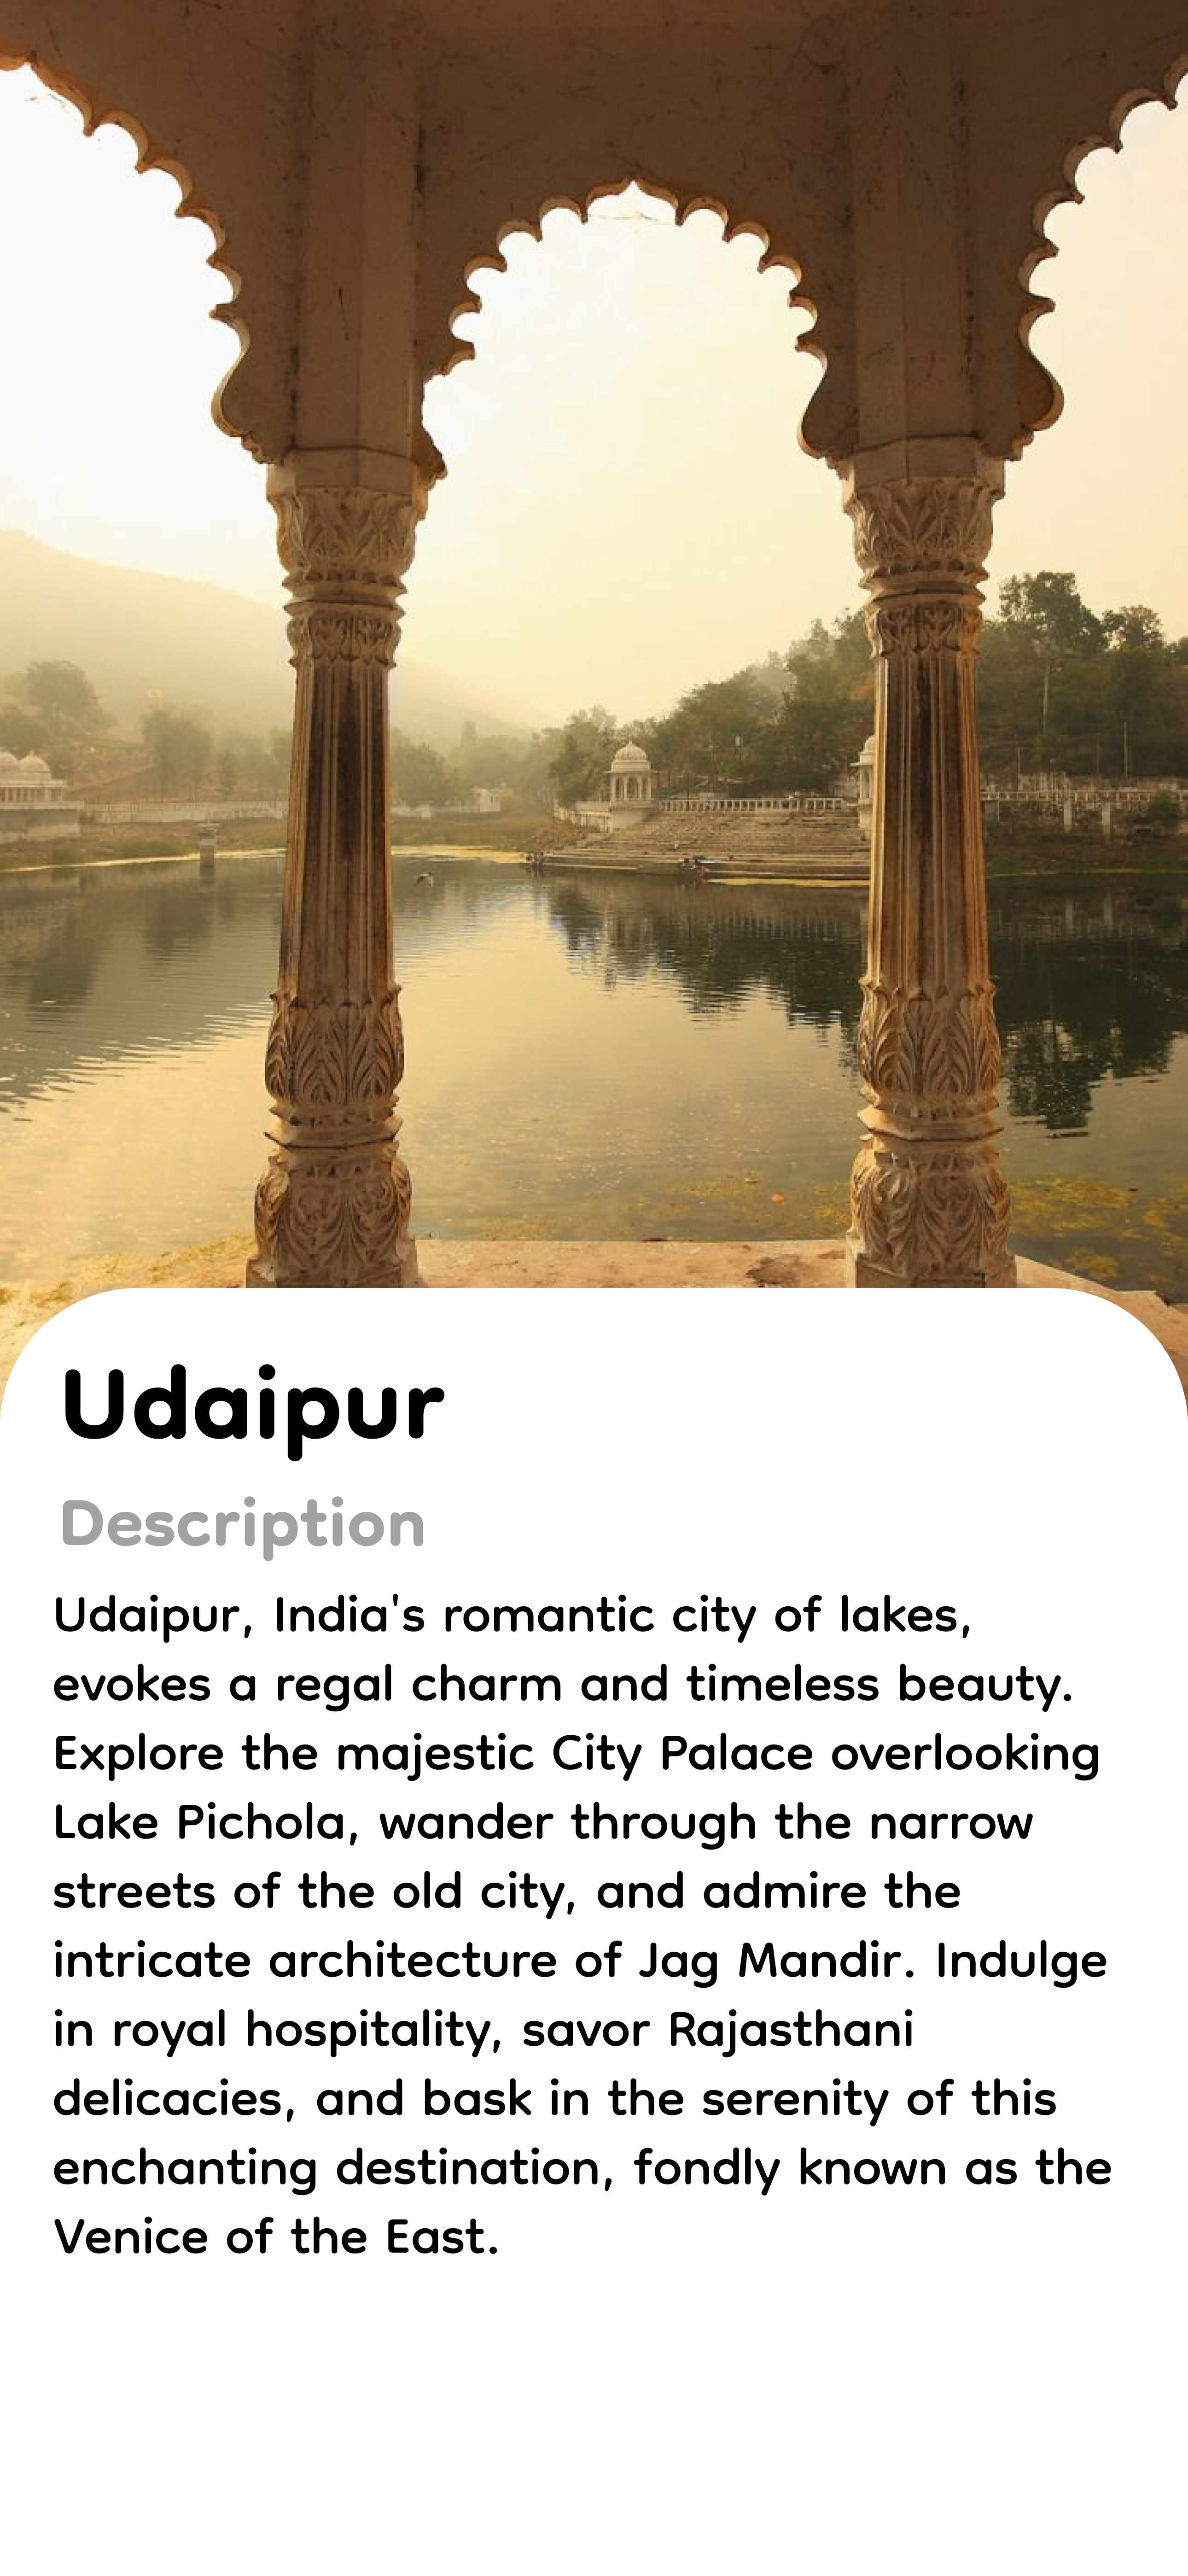 Udaipur
Description
Udaipur, India's romantic city of lakes,
evokes a regal charm and timeless beauty.
Explore the majestic City Palace overlooking
Lake Pichola, wander through the narrow
streets of the old city, and admire the
intricate architecture of Jag Mandir. Indulge
in royal hospitality, savor Rajasthani
delicacies, and bask in the serenity of this
enchanting destination, fondly known as the
Venice of the East.